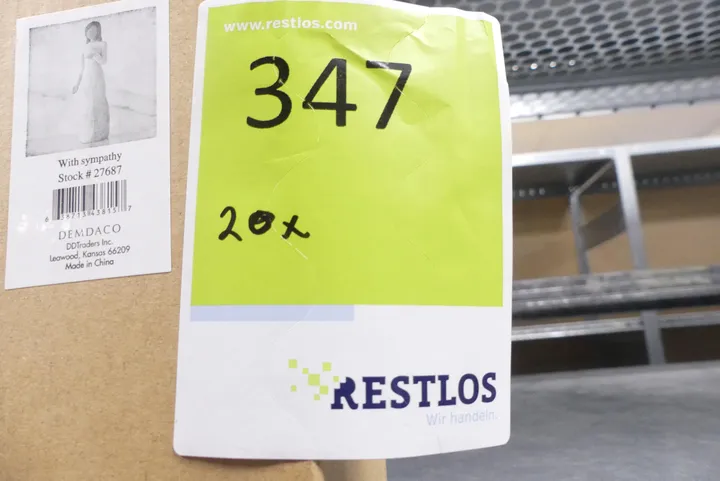 With sympathy
Stock # 27687
DEMDACO
DDTraders Inc.
Leawood, Kansas 66209
Made in China
www.restlos.com
347
20x
RESTLOS
Wir handeln.